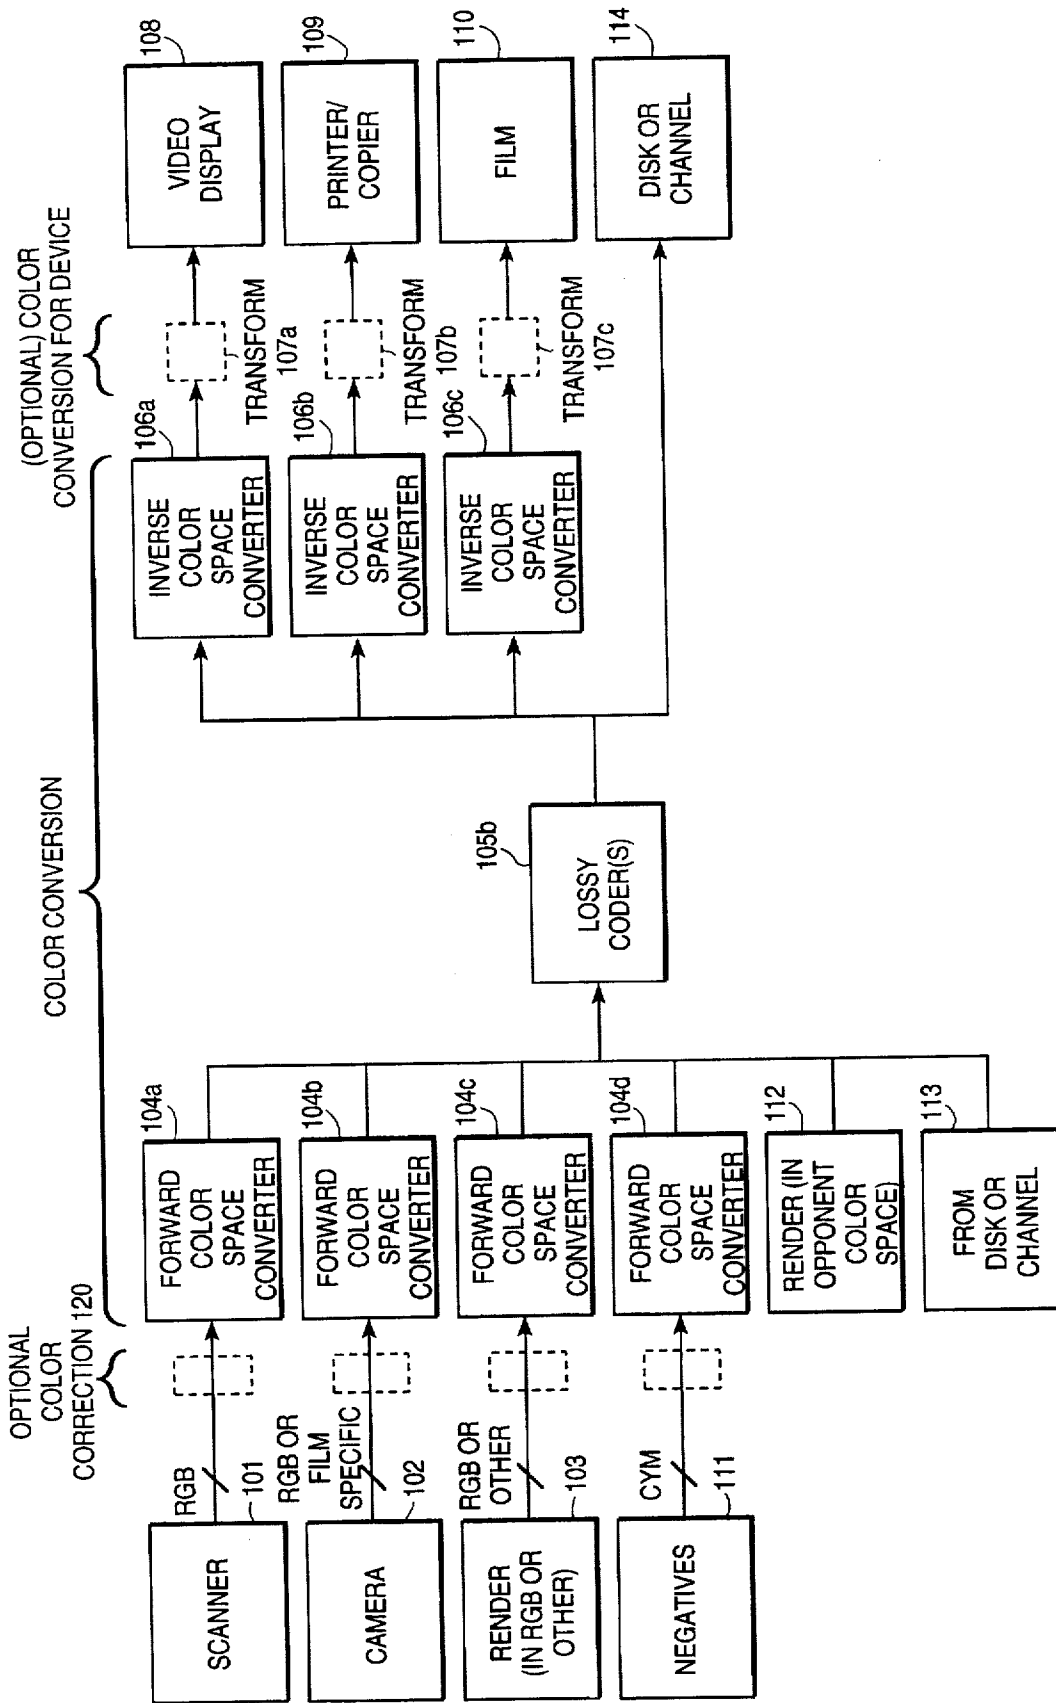 OPTIONAL
COLOR
CORRECTION 120
COLOR CONVERSION
(OPTIONAL) COLOR
CONVERSION FOR DEVICE
SCANNER
101
RGB
FORWARD
COLOR
SPACE
CONVERTER
104a
INVERSE
COLOR
SPACE
CONVERTER
106a
TRANSFORM
107a
VIDEO
DISPLAY
108
CAMERA
102
RGB OR
FILM
SPECIFIC
FORWARD
COLOR
SPACE
CONVERTER
104b
INVERSE
COLOR
SPACE
CONVERTER
106b
TRANSFORM
107b
PRINTER/
COPIER
109
RENDER
(IN RGB OR
OTHER)
103
RGB OR
OTHER
FORWARD
COLOR
SPACE
CONVERTER
104c
LOSSY
CODER(S)
105b
INVERSE
COLOR
SPACE
CONVERTER
106c
TRANSFORM
107c
FILM
110
NEGATIVES
111
CYM
FORWARD
COLOR
SPACE
CONVERTER
104d
DISK OR
CHANNEL
114
RENDER (IN
OPPONENT
COLOR
SPACE)
112
FROM
DISK OR
CHANNEL
113